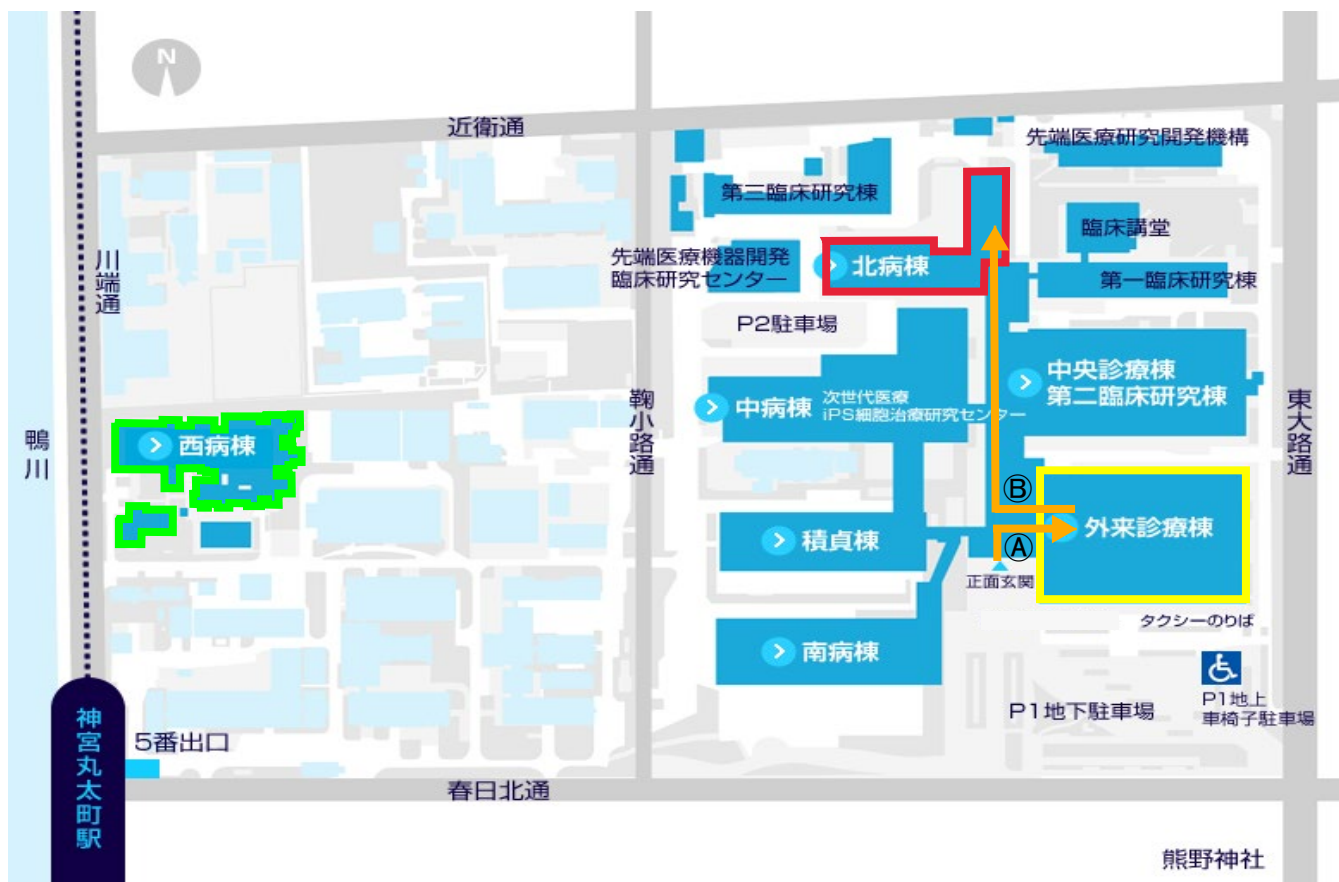 N
近衛通
先端医療研究開発機構
第三臨床研究棟
臨床講堂
川端通
先端医療機器開発
臨床研究センター
北病棟
第一臨床研究棟
P2駐車場
中央診療棟
第二臨床研究棟
中病棟
次世代医療
iPS細胞治療研究センター
鞠小路通
東大路通
鴨川
西病棟
Ⓑ
外来診療棟
積貞棟
Ⓐ
正面玄関
タクシーのりば
南病棟
P1地上
車椅子駐車場
P1地下駐車場
神宮丸太町駅
5番出口
春日北通
熊野神社